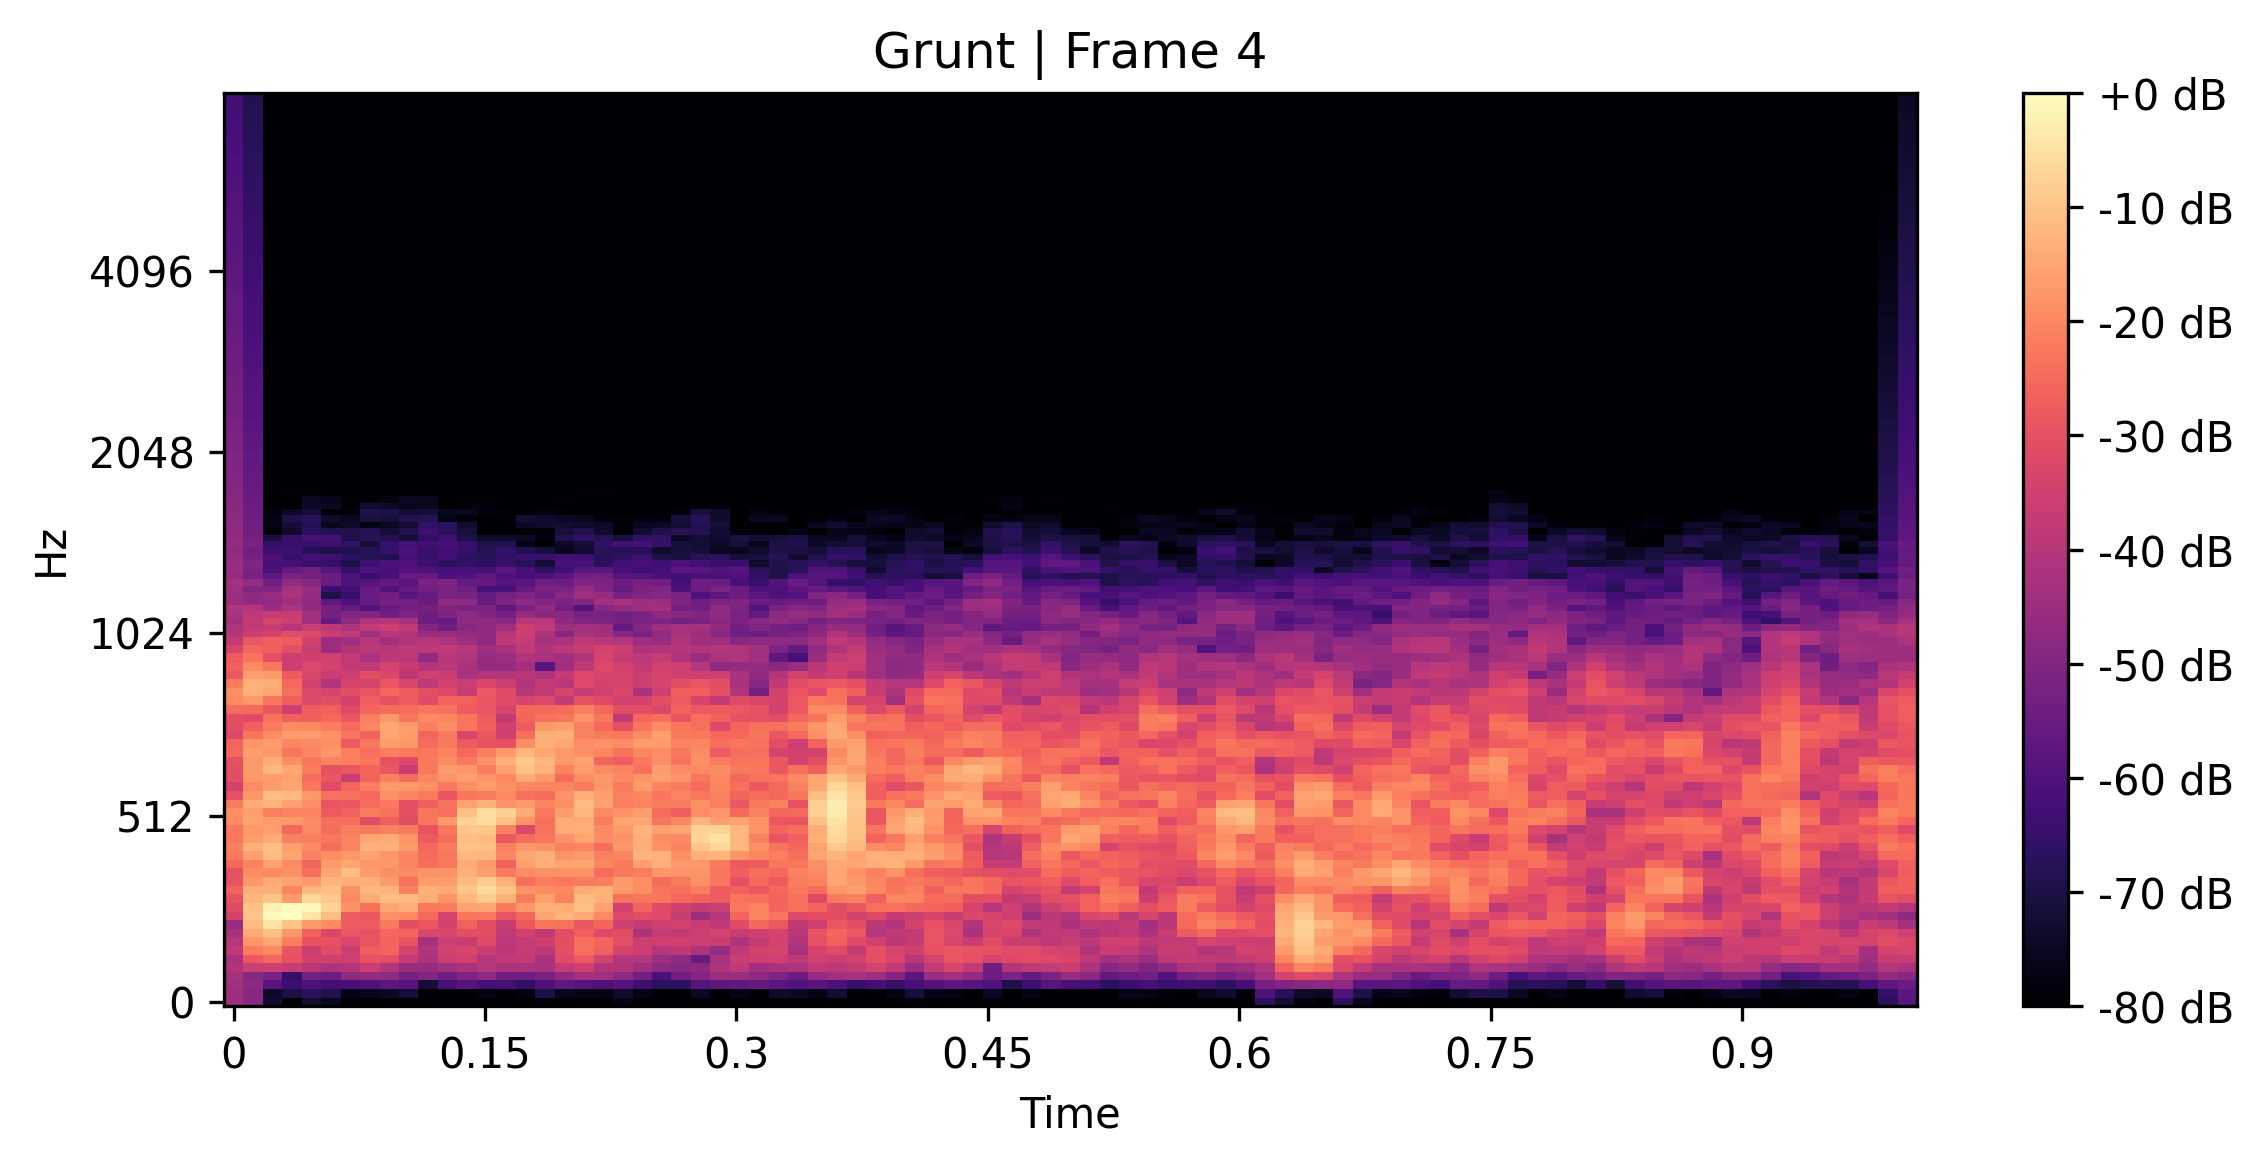 Grunt | Frame 4
Hz
4096
2048
1024
512
0
0 0.15 0.3 0.45 0.6 0.75 0.9
Time
+0 dB
-10 dB
-20 dB
-30 dB
-40 dB
-50 dB
-60 dB
-70 dB
-80 dB